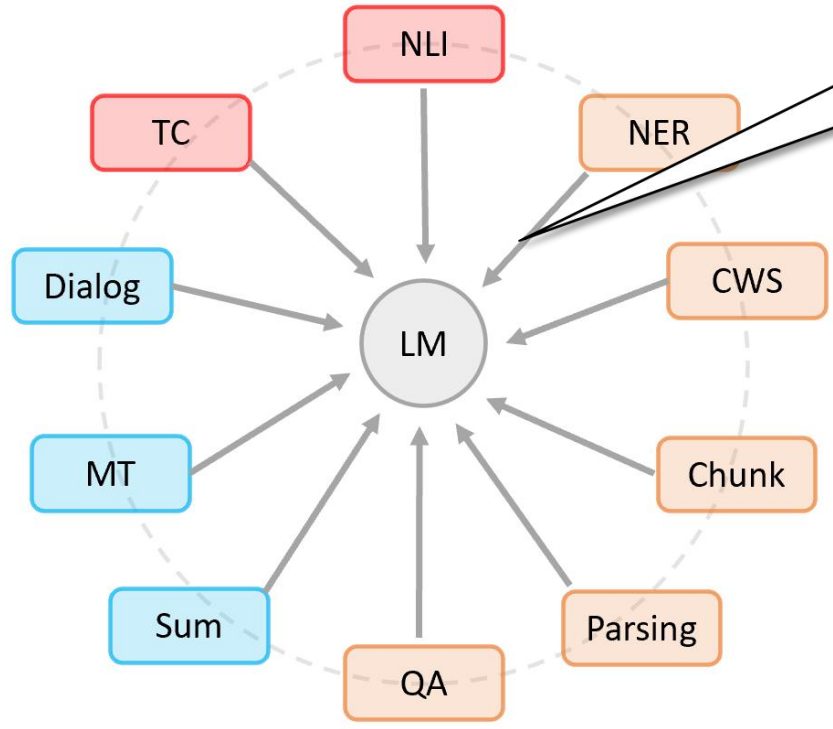 NLI
TC
NER
Dialog
CWS
LM
MT
Chunk
Sum
Parsing
QA